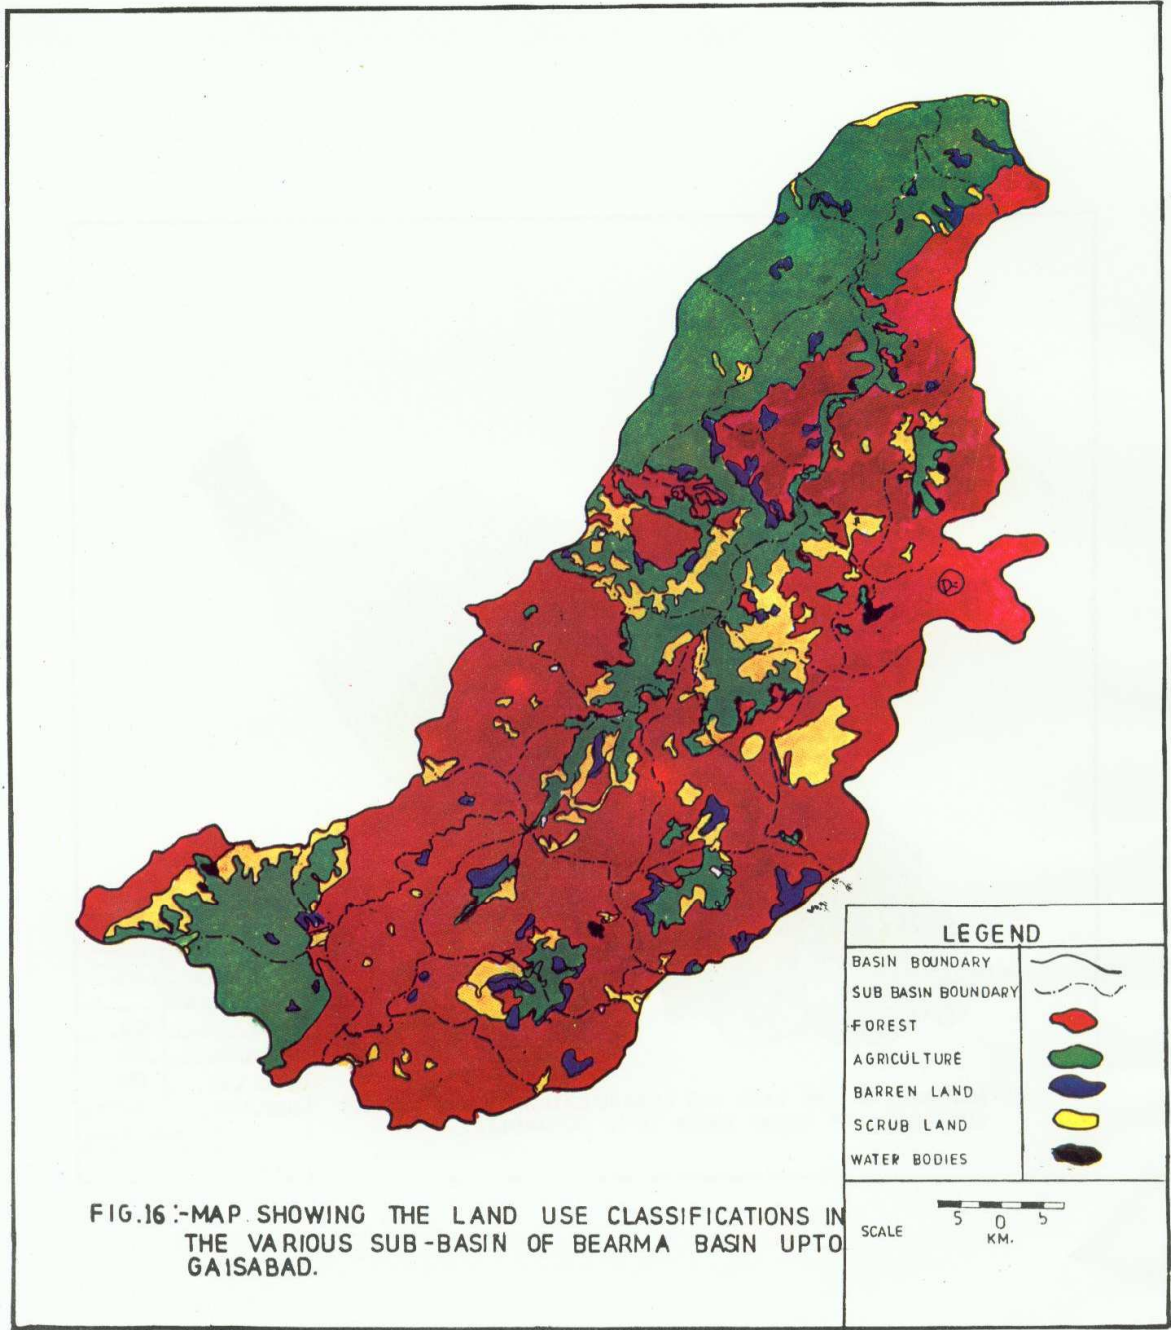 LEGEND
BASIN BOUNDARY
SUB BASIN BOUNDARY
FOREST
AGRICULTURE
BARREN LAND
SCRUB LAND
WATER BODIES
SCALE
5 0 5
KM.
FIG.16:-MAP SHOWING THE LAND USE CLASSIFICATIONS IN
THE VARIOUS SUB-BASIN OF BEARMA BASIN UPTO
GAISABAD.